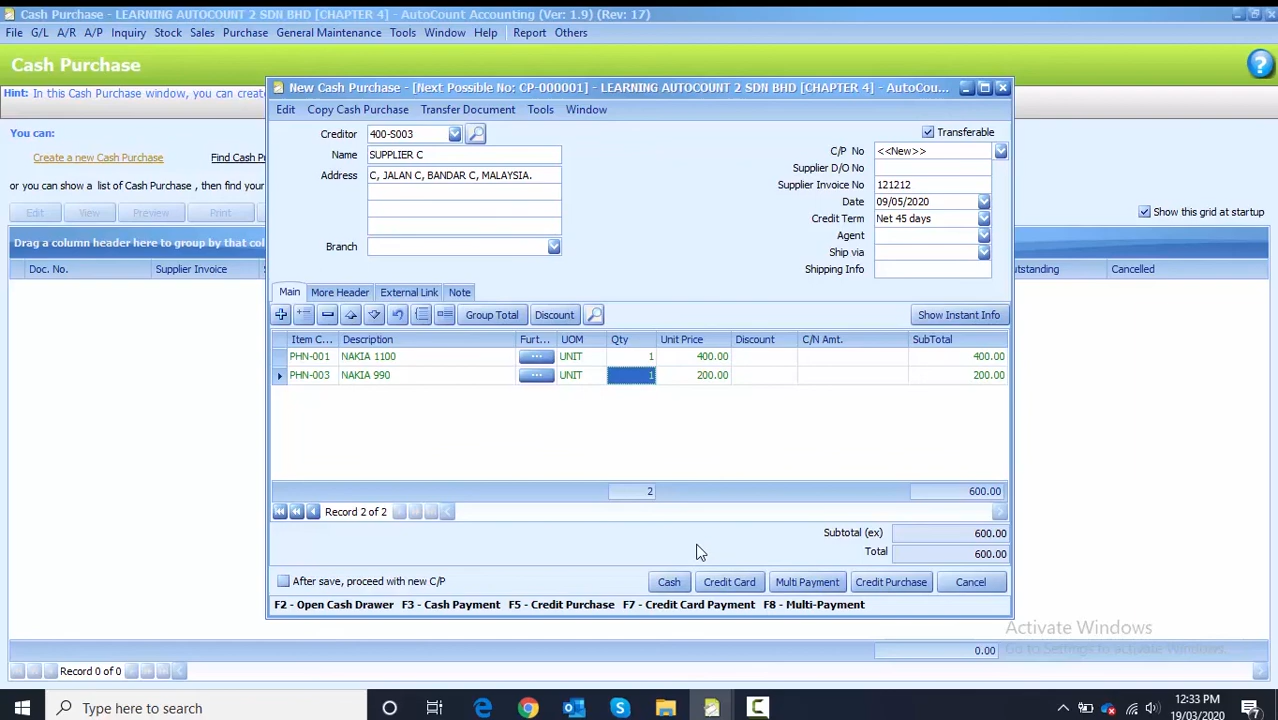 Cash Purchase - LEARNING AUTOCOUNT 2 SDN BHD [CHAPTER 4] - AutoCount Accounting (Ver: 1.9) (Rev: 17)
File G/L A/R A/P Inquiry Stock Sales Purchase General Maintenance Tools Window Help Report Others
Cash Purchase
Hint: In this Cash Purchase window, you can creat
You can:
Create a new Cash Purchase Find Cash P
or you can show a list of Cash Purchase , then find your
Edit View Preview Print
Show this grid at startup
Drag a column header here to group by that col
Doc. No. Supplier Invoice
utstanding Cancelled
New Cash Purchase - [Next Possible No: CP-000001] - LEARNING AUTOCOUNT 2 SDN BHD [CHAPTER 4] - AutoCou...
Edit Copy Cash Purchase Transfer Document Tools Window
Creditor 400-S003
Name SUPPLIER C
Address C, JALAN C, BANDAR C, MALAYSIA.
Branch
Transferable
C/P No <<New>>
Supplier D/O No
Supplier Invoice No 121212
Date 09/05/2020
Credit Term Net 45 days
Agent
Ship via
Shipping Info
Main More Header External Link Note
Group Total Discount Show Instant Info
Item C... Description Furt... UOM Qty Unit Price Discount C/N Amt. SubTotal
PHN-001 NAKIA 1100 ... UNIT 1 400.00 400.00
PHN-003 NAKIA 990 ... UNIT 1 200.00 200.00
2 600.00
Record 2 of 2
Subtotal (ex) 600.00
Total 600.00
After save, proceed with new C/P
Cash Credit Card Multi Payment Credit Purchase Cancel
F2 - Open Cash Drawer F3 - Cash Payment F5 - Credit Purchase F7 - Credit Card Payment F8 - Multi-Payment
Activate Windows
Go to Settings to activate Windows.
0.00
Record 0 of 0
Type here to search
12:33 PM
19/03/2020
7